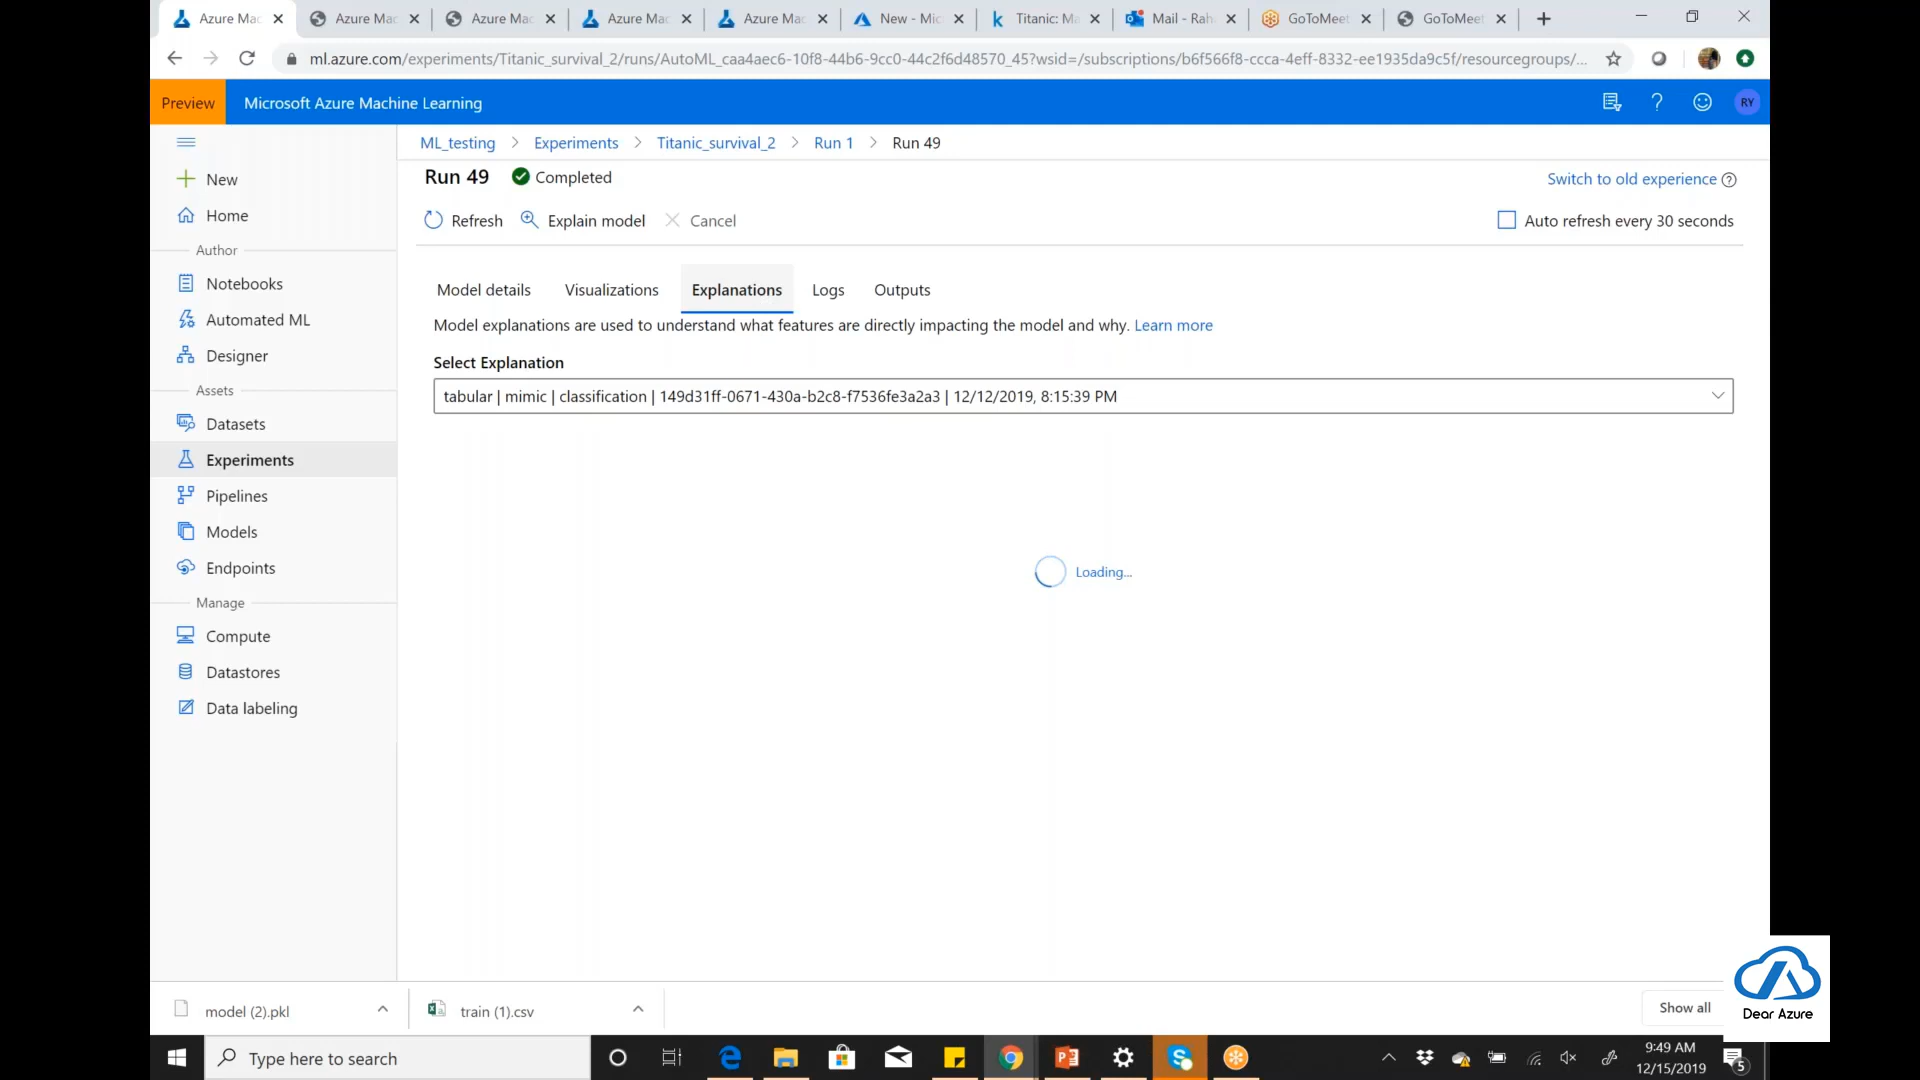 Azure Mac
Azure Mac
Azure Mac
Azure Mac
Azure Mac
New - Mic
Titanic: Ma
Mail - Rah
GoToMeet
GoToMeet
ml.azure.com/experiments/Titanic_survival_2/runs/AutoML_caa4aec6-10f8-44b6-9cc0-44c2f6d48570_45?wsid=/subscriptions/b6f566f8-ccca-4eff-8332-ee1935da9c5f/resourcegroups/...
Preview
Microsoft Azure Machine Learning
RY
ML_testing > Experiments > Titanic_survival_2 > Run 1 > Run 49
New
Home
Author
Notebooks
Automated ML
Designer
Assets
Datasets
Experiments
Pipelines
Models
Endpoints
Manage
Compute
Datastores
Data labeling
Run 49 Completed
Switch to old experience
Refresh Explain model Cancel
Auto refresh every 30 seconds
Model details Visualizations Explanations Logs Outputs
Model explanations are used to understand what features are directly impacting the model and why. Learn more
Select Explanation
tabular | mimic | classification | 149d31ff-0671-430a-b2c8-f7536fe3a2a3 | 12/12/2019, 8:15:39 PM
Loading...
model (2).pkl
train (1).csv
Show all
Dear Azure
Type here to search
9:49 AM
12/15/2019
5